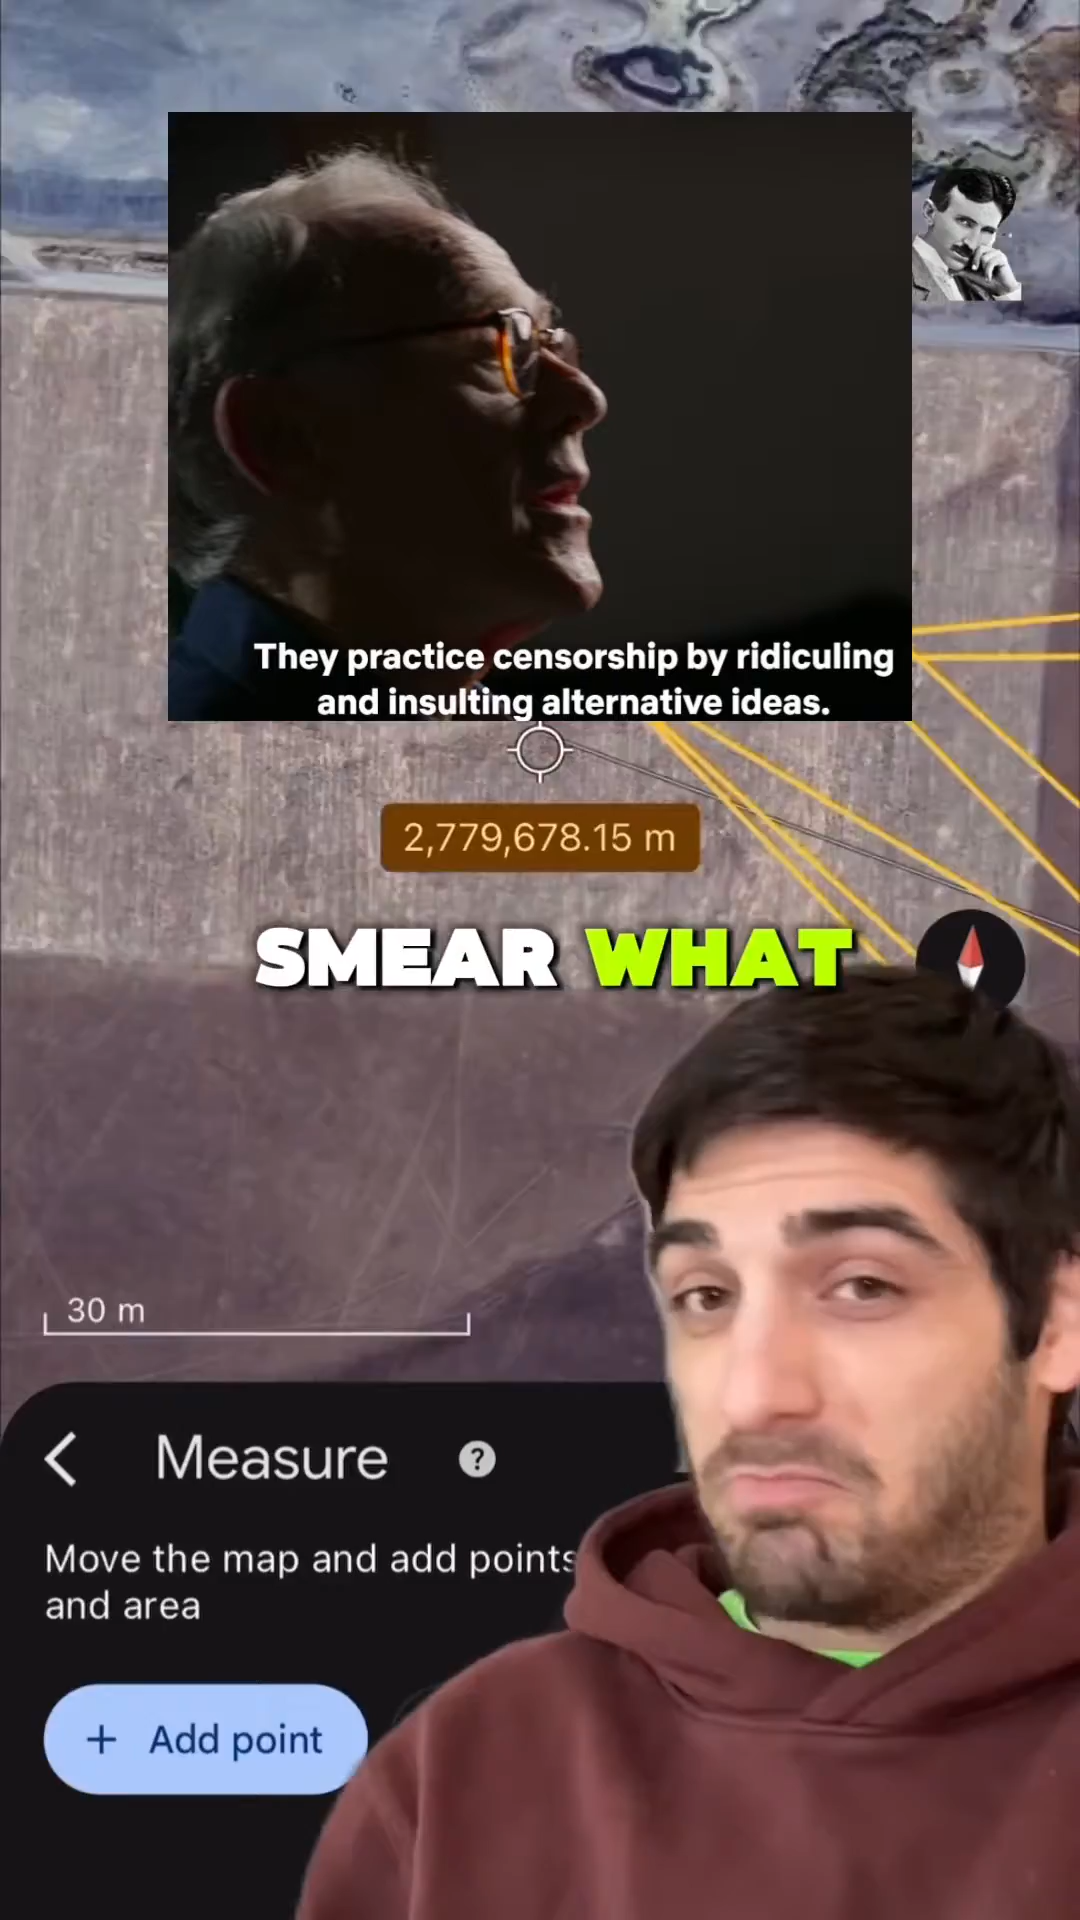 They practice censorship by ridiculing
and insulting alternative ideas.
2,779,678.15 m
SMEAR WHAT
30 m
Measure
?
Move the map and add points
and area
+ Add point